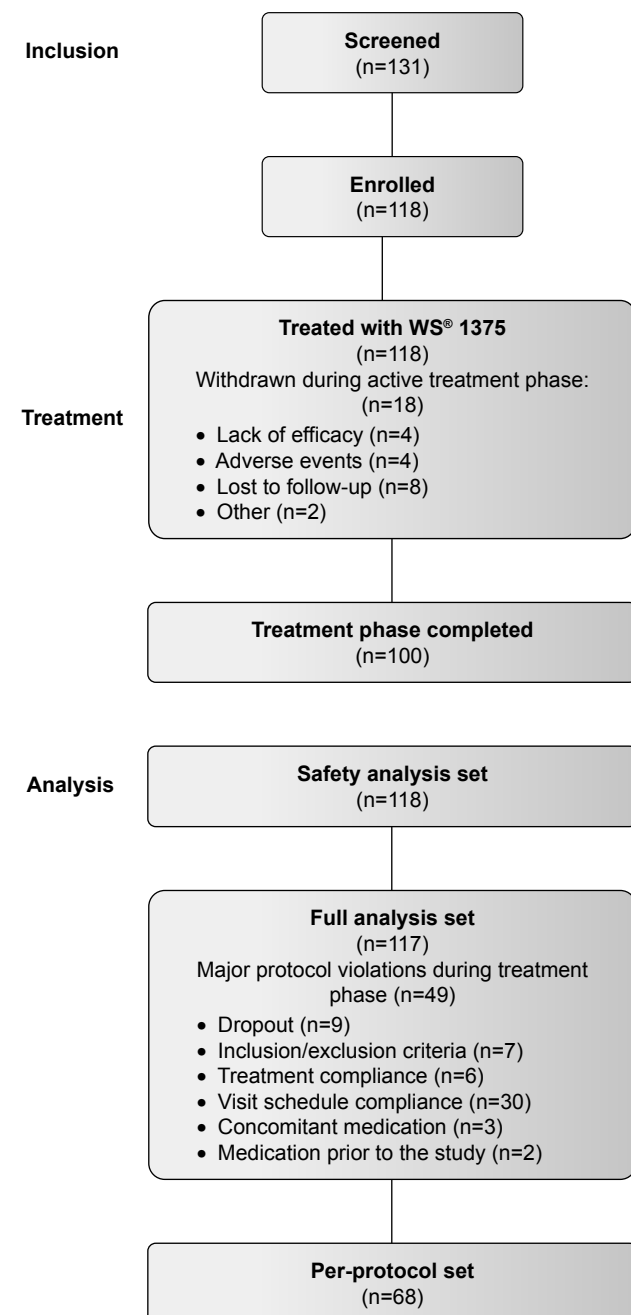 Inclusion
Screened
(n=131)
Enrolled
(n=118)
Treatment
Treated with WS® 1375
(n=118)
Withdrawn during active treatment phase:
(n=18)
• Lack of efficacy (n=4)
• Adverse events (n=4)
• Lost to follow-up (n=8)
• Other (n=2)
Treatment phase completed
(n=100)
Analysis
Safety analysis set
(n=118)
Full analysis set
(n=117)
Major protocol violations during treatment
phase (n=49)
• Dropout (n=9)
• Inclusion/exclusion criteria (n=7)
• Treatment compliance (n=6)
• Visit schedule compliance (n=30)
• Concomitant medication (n=3)
• Medication prior to the study (n=2)
Per-protocol set
(n=68)